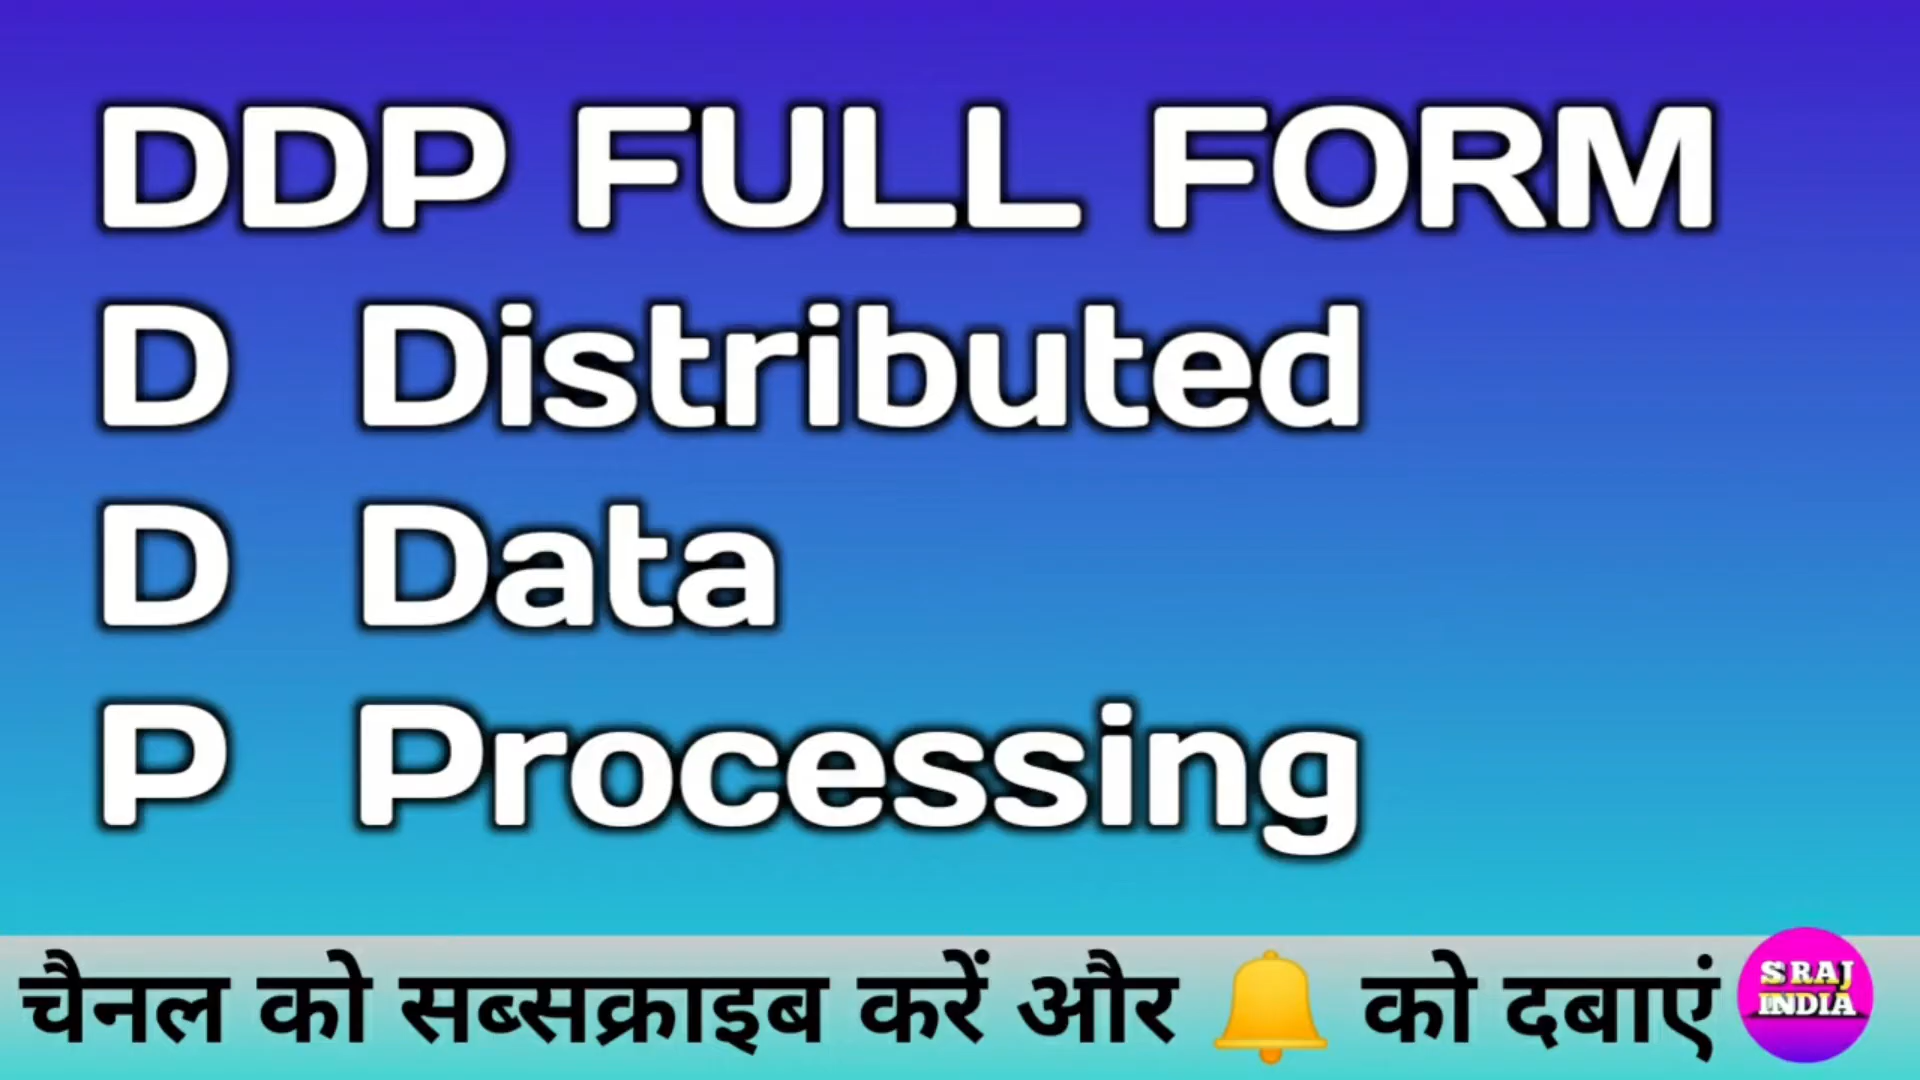 DDP FULL FORM
D Distributed
D Data
P Processing
चैनल को सब्सक्राइब करें और 🔔 को दबाएं
S RAJ
INDIA